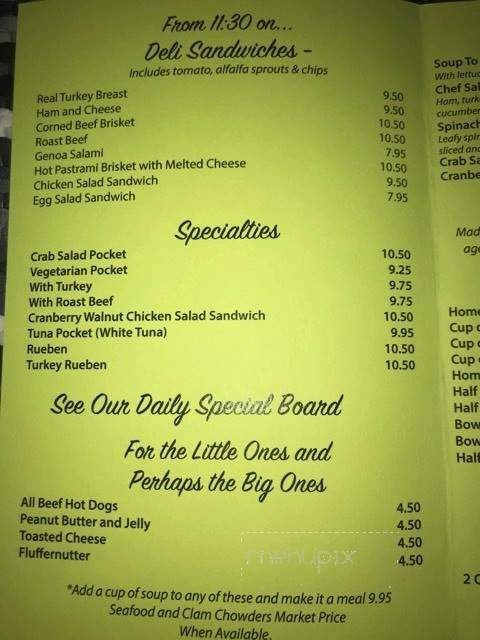 From 11:30 on...
Deli Sandwiches -
Includes tomato, alfalfa sprouts & chips
Real Turkey Breast 9.50
Ham and Cheese 9.50
Corned Beef Brisket 10.50
Roast Beef 10.50
Genoa Salami 7.95
Hot Pastrami Brisket with Melted Cheese 10.50
Chicken Salad Sandwich 9.50
Egg Salad Sandwich 7.95
Specialties
Crab Salad Pocket 10.50
Vegetarian Pocket 9.25
With Turkey 9.75
With Roast Beef 9.75
Cranberry Walnut Chicken Salad Sandwich 10.50
Tuna Pocket (White Tuna) 9.95
Rueben 10.50
Turkey Rueben 10.50
See Our Daily Special Board
For the Little Ones and
Perhaps the Big Ones
All Beef Hot Dogs 4.50
Peanut Butter and Jelly 4.50
Toasted Cheese 4.50
Fluffernutter 4.50
menupix
*Add a cup of soup to any of these and make it a meal 9.95
Seafood and Clam Chowders Market Price
When Available.
Soup To
With lettuc
Chef Sal
Ham, turk
cucumber
Spinach
Leafy spin
sliced and
Crab Sa
Cranbe
Mad
age
Home
Cup o
Cup o
Cup o
Hom
Half
Half
Bow
Bow
Half
2 C